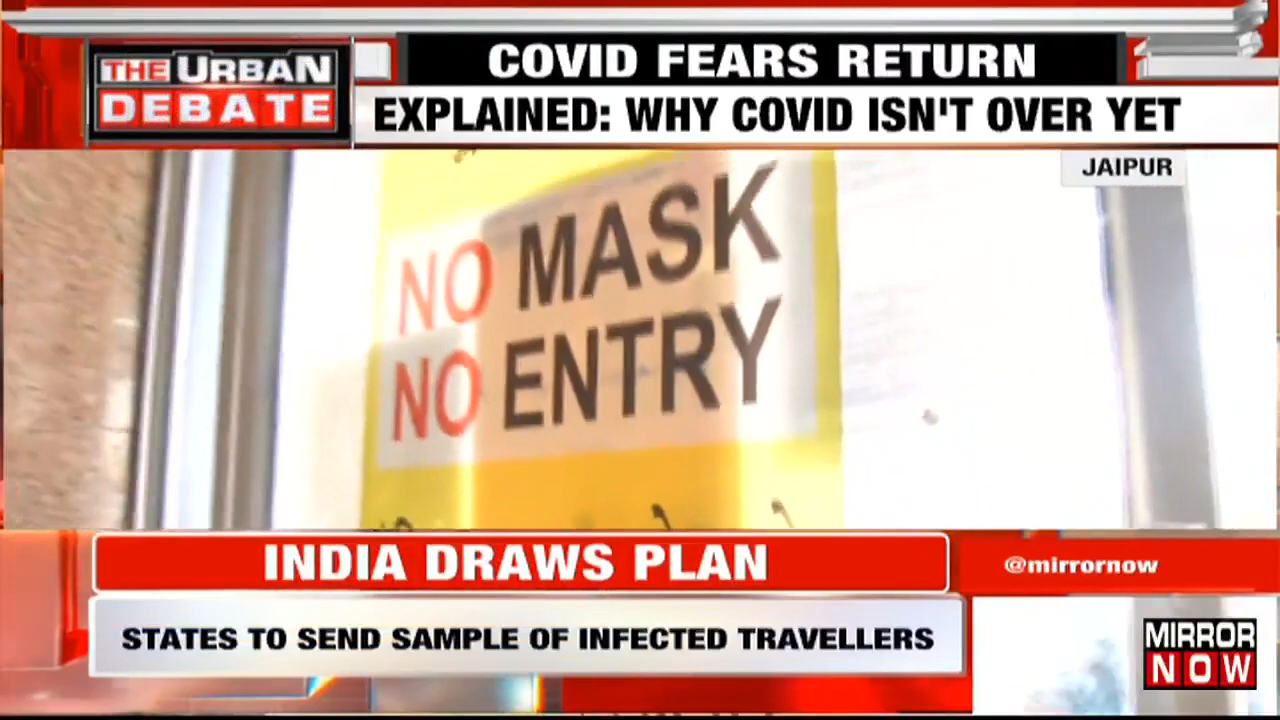 THE URBAN
DEBATE
COVID FEARS RETURN
EXPLAINED: WHY COVID ISN'T OVER YET
JAIPUR
NO MASK
NO ENTRY
INDIA DRAWS PLAN
@mirrornow
STATES TO SEND SAMPLE OF INFECTED TRAVELLERS
MIRROR
NOW